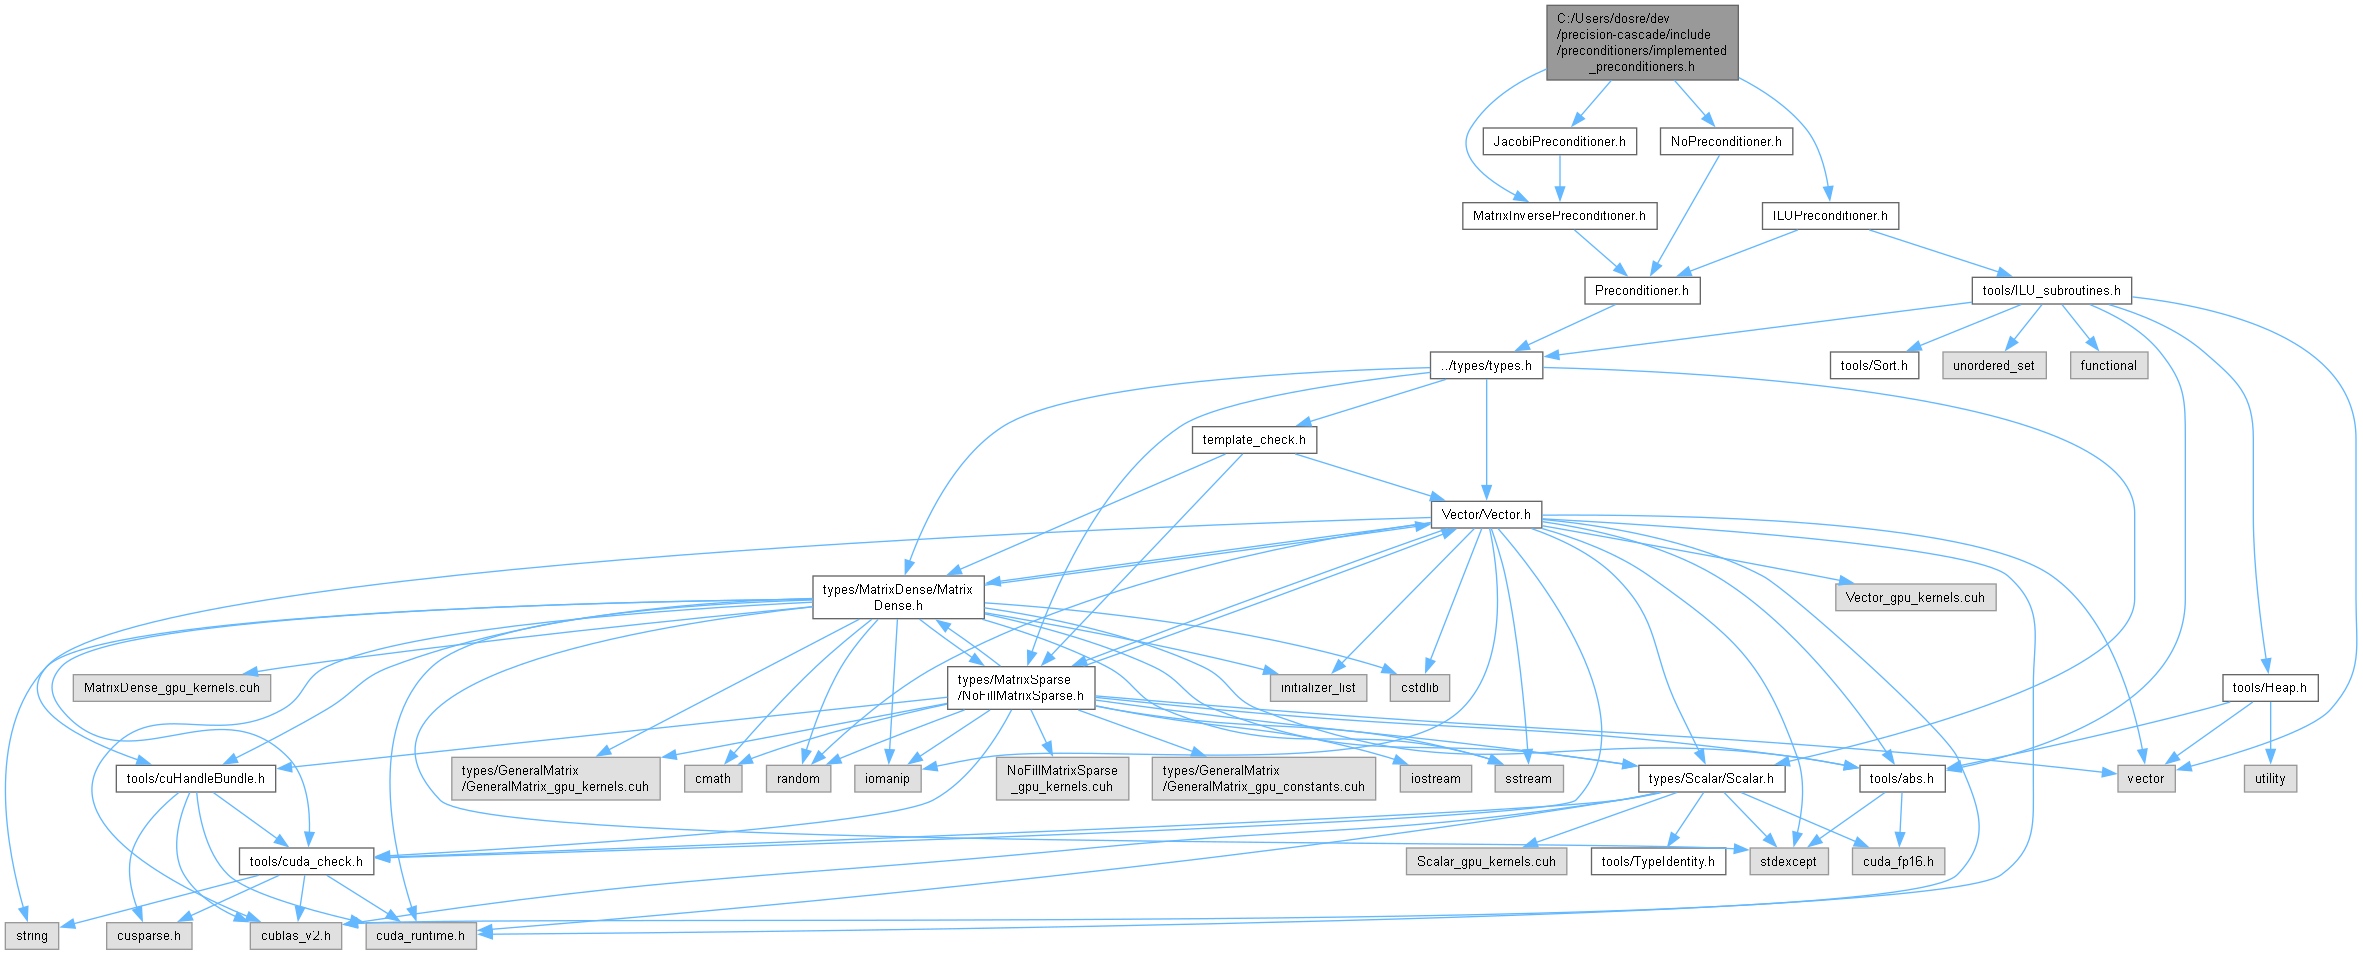 C:/Users/dosre/dev
/precision-cascade/include
/preconditioners/implemented
_preconditioners.h
JacobiPreconditioner.h
NoPreconditioner.h
MatrixInversePreconditioner.h
ILUPreconditioner.h
Preconditioner.h
tools/ILU_subroutines.h
../types/types.h
tools/Sort.h
unordered_set
functional
template_check.h
Vector/Vector.h
types/MatrixDense/Matrix
Dense.h
Vector_gpu_kernels.cuh
MatrixDense_gpu_kernels.cuh
types/MatrixSparse
/NoFillMatrixSparse.h
initializer_list
cstdlib
tools/Heap.h
tools/cuHandleBundle.h
types/GeneralMatrix
/GeneralMatrix_gpu_kernels.cuh
cmath
random
iomanip
NoFillMatrixSparse
_gpu_kernels.cuh
types/GeneralMatrix
/GeneralMatrix_gpu_constants.cuh
iostream
sstream
types/Scalar/Scalar.h
tools/abs.h
vector
utility
tools/cuda_check.h
Scalar_gpu_kernels.cuh
tools/TypeIdentity.h
stdexcept
cuda_fp16.h
string
cusparse.h
cublas_v2.h
cuda_runtime.h